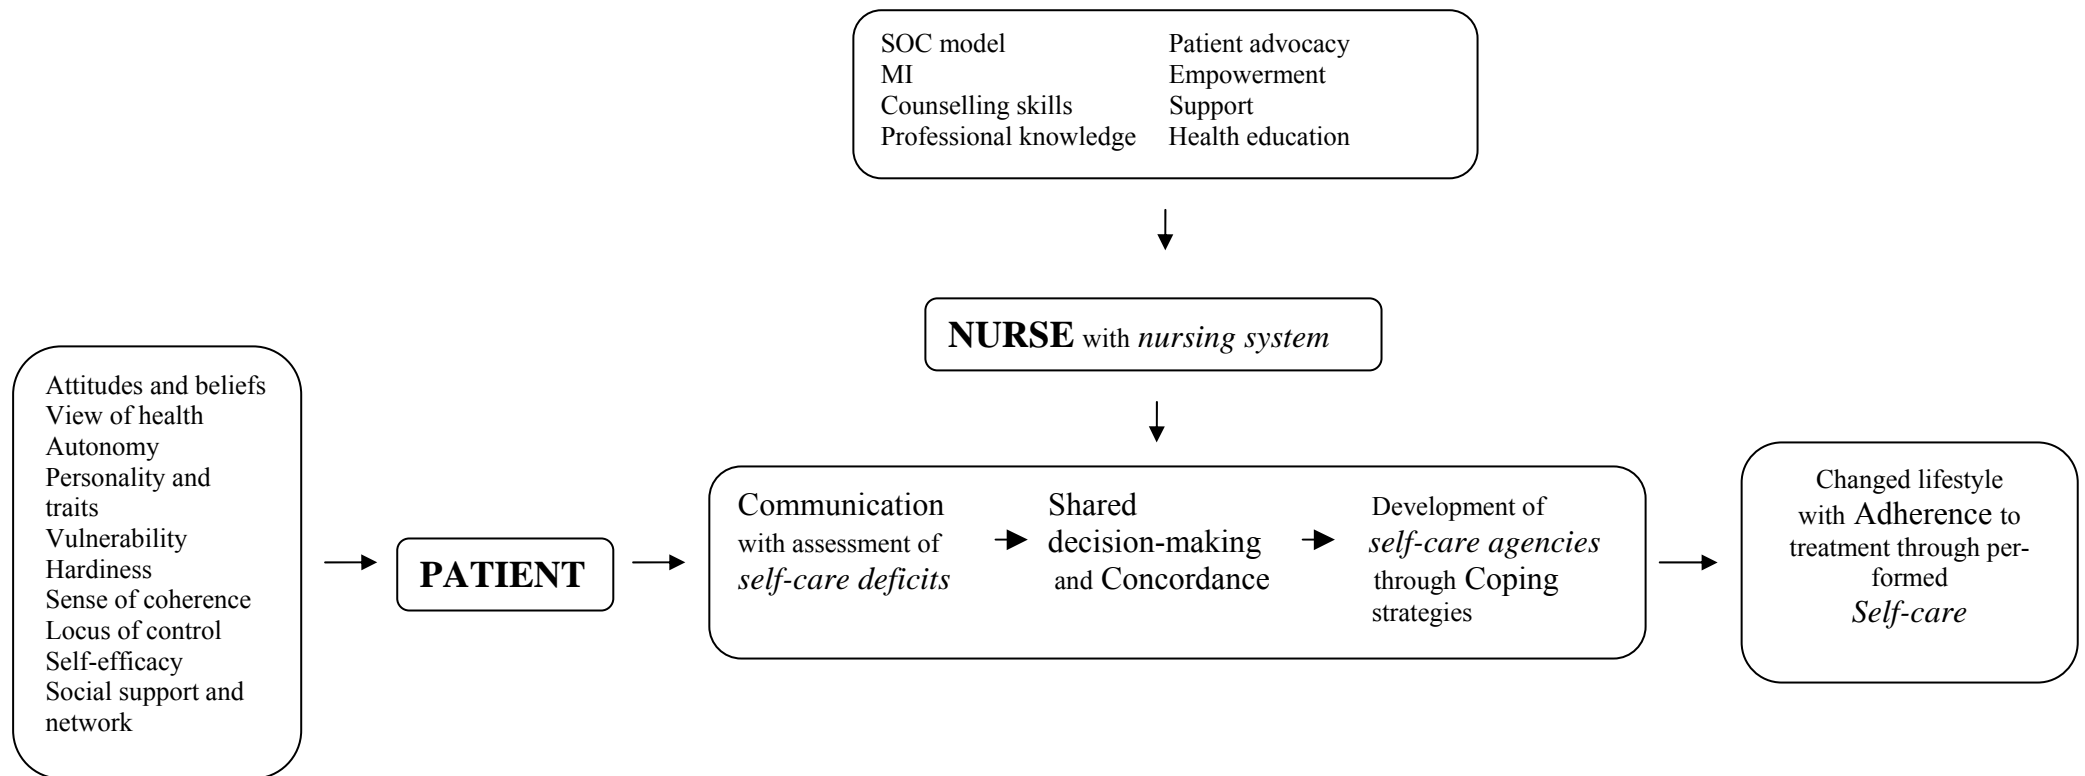 SOC model
MI
Counselling skills
Professional knowledge
Patient advocacy
Empowerment
Support
Health education
NURSE with nursing system
Attitudes and beliefs
View of health
Autonomy
Personality and
traits
Vulnerability
Hardiness
Sense of coherence
Locus of control
Self-efficacy
Social support and
network
PATIENT
Communication
with assessment of
self-care deficits
Shared
decision-making
and Concordance
Development of
self-care agencies
through Coping
strategies
Changed lifestyle
with Adherence to
treatment through per-
formed
Self-care